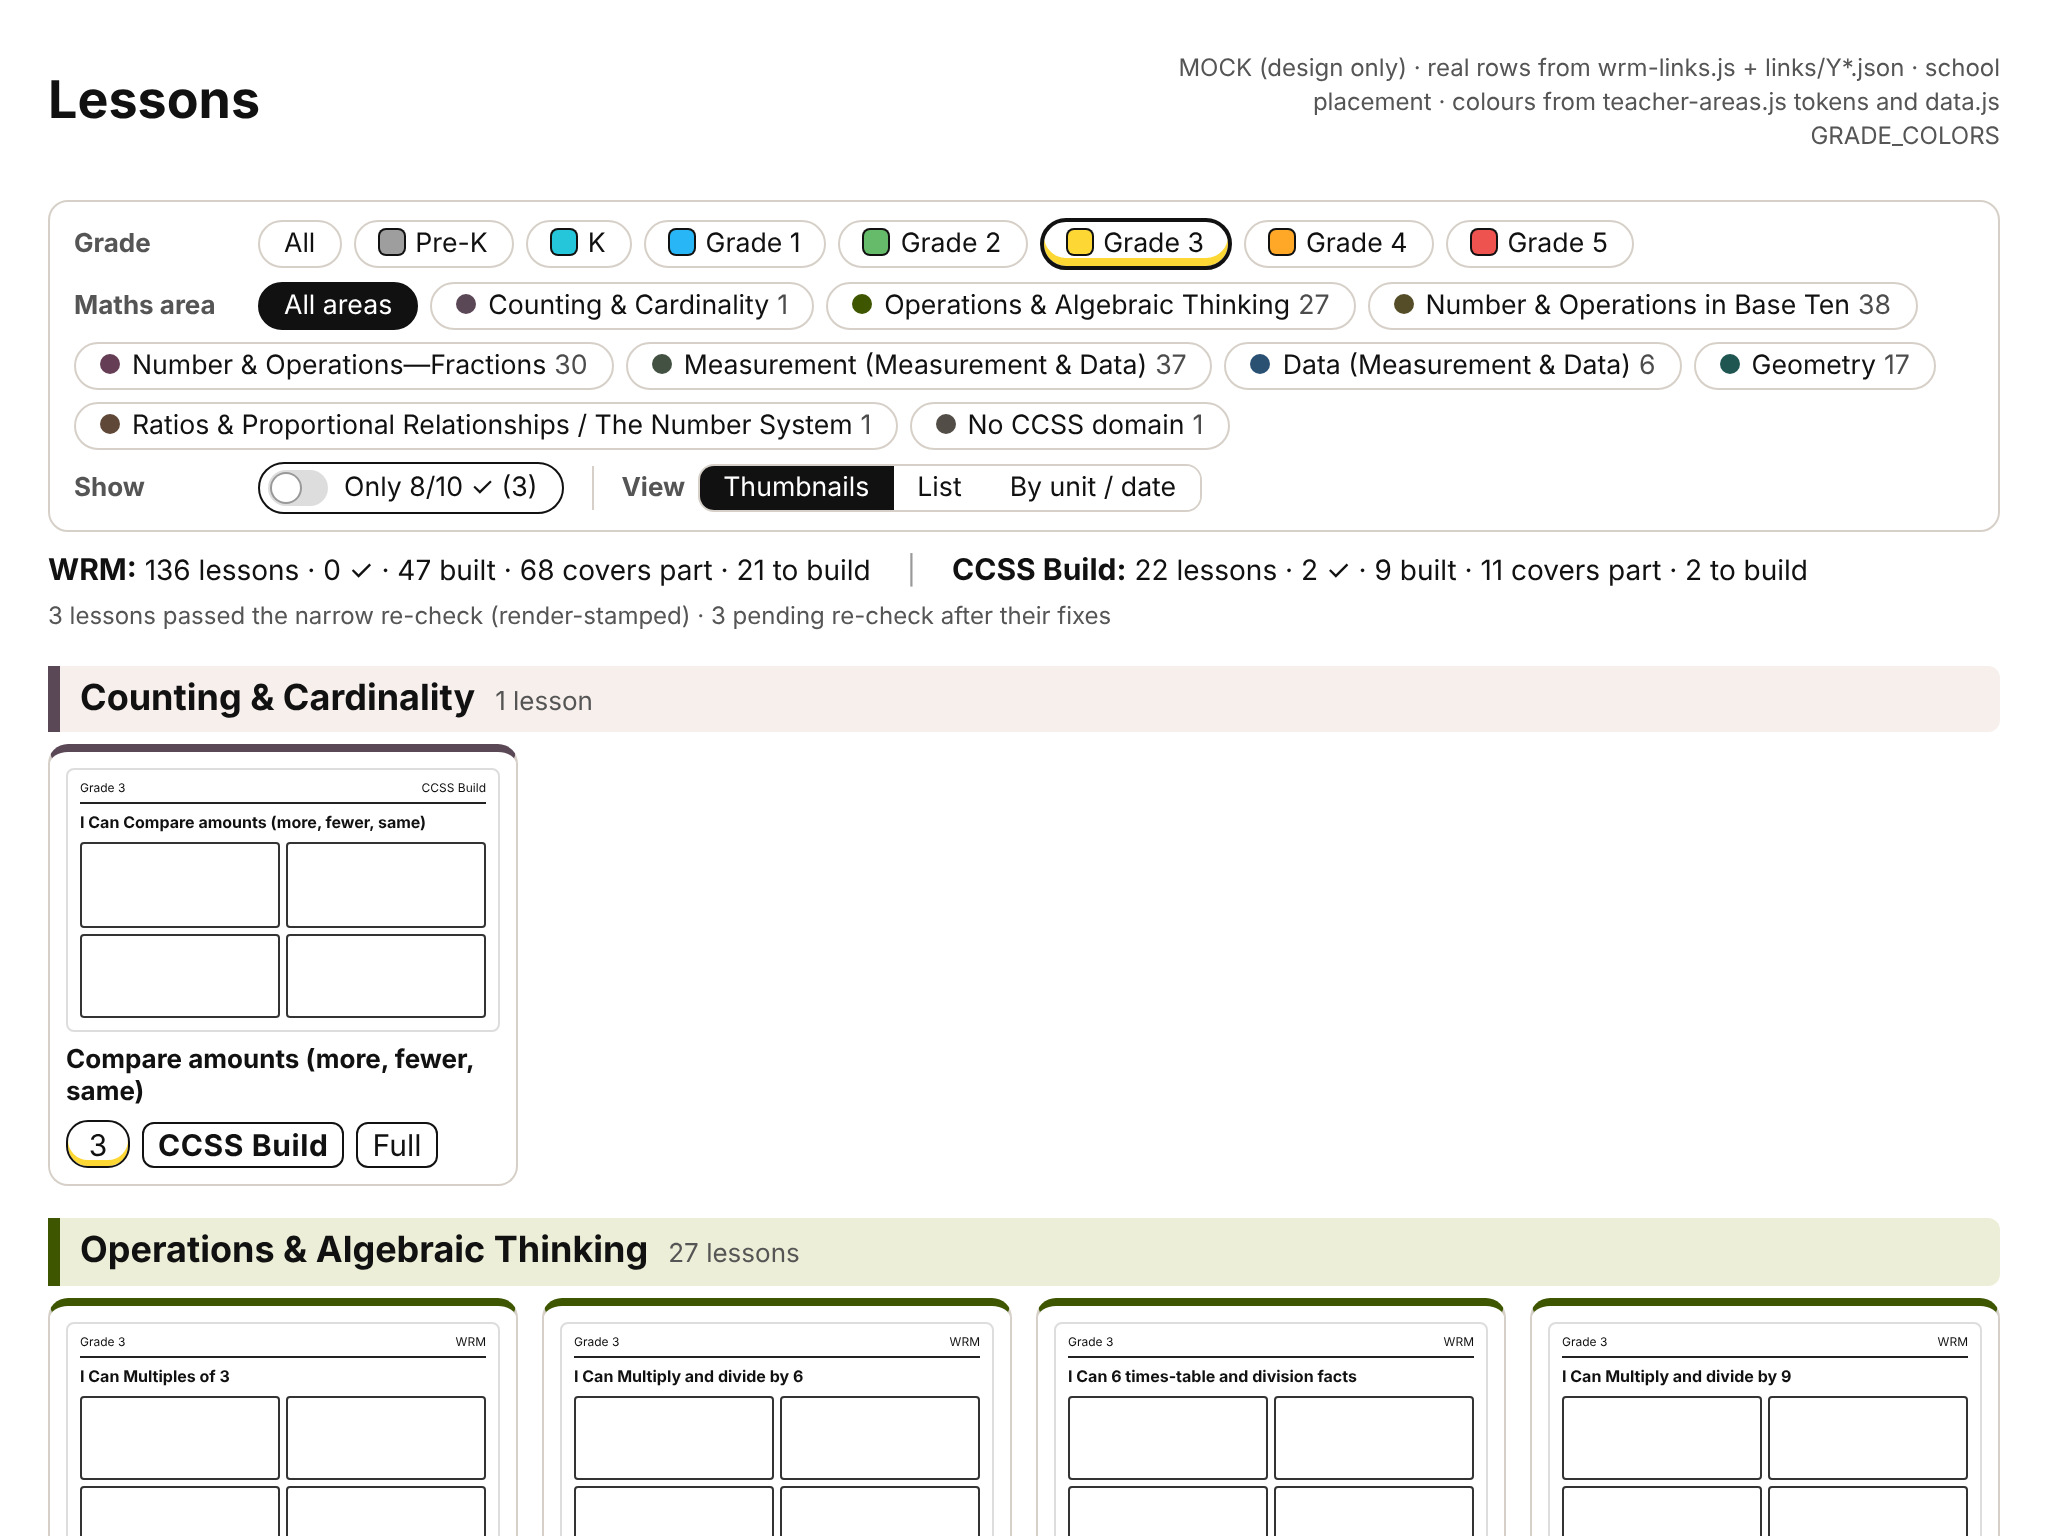 Lessons
MOCK (design only) · real rows from wrm-links.js + links/Y*.json · school
placement · colours from teacher-areas.js tokens and data.js
GRADE_COLORS
Grade All Pre-K K Grade 1 Grade 2 Grade 3 Grade 4 Grade 5
Maths area All areas Counting & Cardinality 1 Operations & Algebraic Thinking 27 Number & Operations in Base Ten 38
Number & Operations—Fractions 30 Measurement (Measurement & Data) 37 Data (Measurement & Data) 6 Geometry 17
Ratios & Proportional Relationships / The Number System 1 No CCSS domain 1
Show Only 8/10 ✓ (3) View Thumbnails List By unit / date
WRM: 136 lessons · 0 ✓ · 47 built · 68 covers part · 21 to build | CCSS Build: 22 lessons · 2 ✓ · 9 built · 11 covers part · 2 to build
3 lessons passed the narrow re-check (render-stamped) · 3 pending re-check after their fixes
Counting & Cardinality 1 lesson
Grade 3 CCSS Build
I Can Compare amounts (more, fewer, same)
Compare amounts (more, fewer,
same)
3 CCSS Build Full
Operations & Algebraic Thinking 27 lessons
Grade 3 WRM Grade 3 WRM Grade 3 WRM Grade 3 WRM
I Can Multiples of 3 I Can Multiply and divide by 6 I Can 6 times-table and division facts I Can Multiply and divide by 9